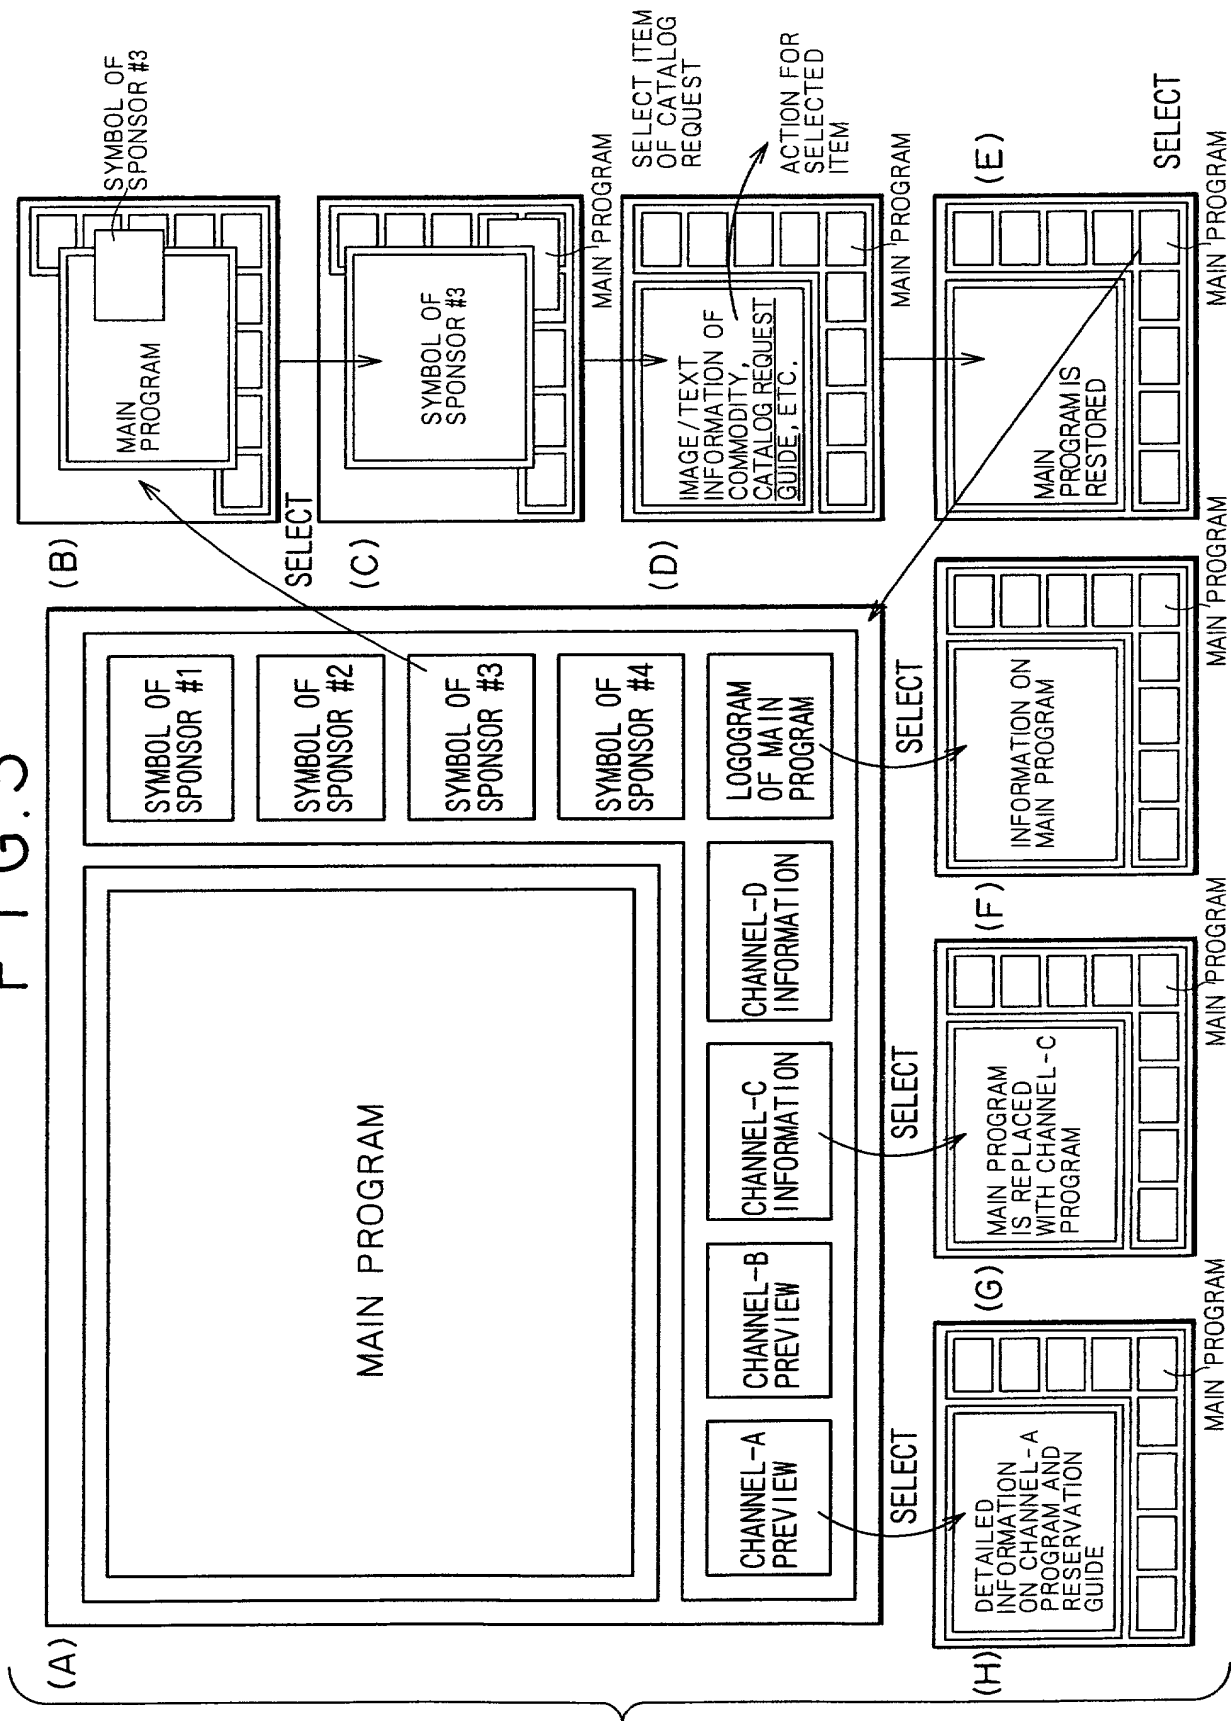 (A)
MAIN PROGRAM
SYMBOL OF
SPONSOR #1
SYMBOL OF
SPONSOR #2
SYMBOL OF
SPONSOR #3
SYMBOL OF
SPONSOR #4
LOGOGRAM
OF MAIN
PROGRAM
CHANNEL-A
PREVIEW
CHANNEL-B
PREVIEW
CHANNEL-C
INFORMATION
CHANNEL-D
INFORMATION
(B)
MAIN
PROGRAM
SYMBOL OF
SPONSOR #3
SELECT
(C)
SYMBOL OF
SPONSOR #3
MAIN PROGRAM
(D)
IMAGE/TEXT
INFORMATION OF
COMMODITY,
CATALOG REQUEST
GUIDE, ETC.
SELECT ITEM
OF CATALOG
REQUEST
ACTION FOR
SELECTED
ITEM
MAIN PROGRAM
(E)
MAIN
PROGRAM IS
RESTORED
SELECT
MAIN PROGRAM
SELECT
(F)
INFORMATION ON
MAIN PROGRAM
MAIN PROGRAM
SELECT
(G)
MAIN PROGRAM
IS REPLACED
WITH CHANNEL-C
PROGRAM
MAIN PROGRAM
SELECT
(H)
DETAILED
INFORMATION
ON CHANNEL-A
PROGRAM AND
RESERVATION
GUIDE
MAIN PROGRAM